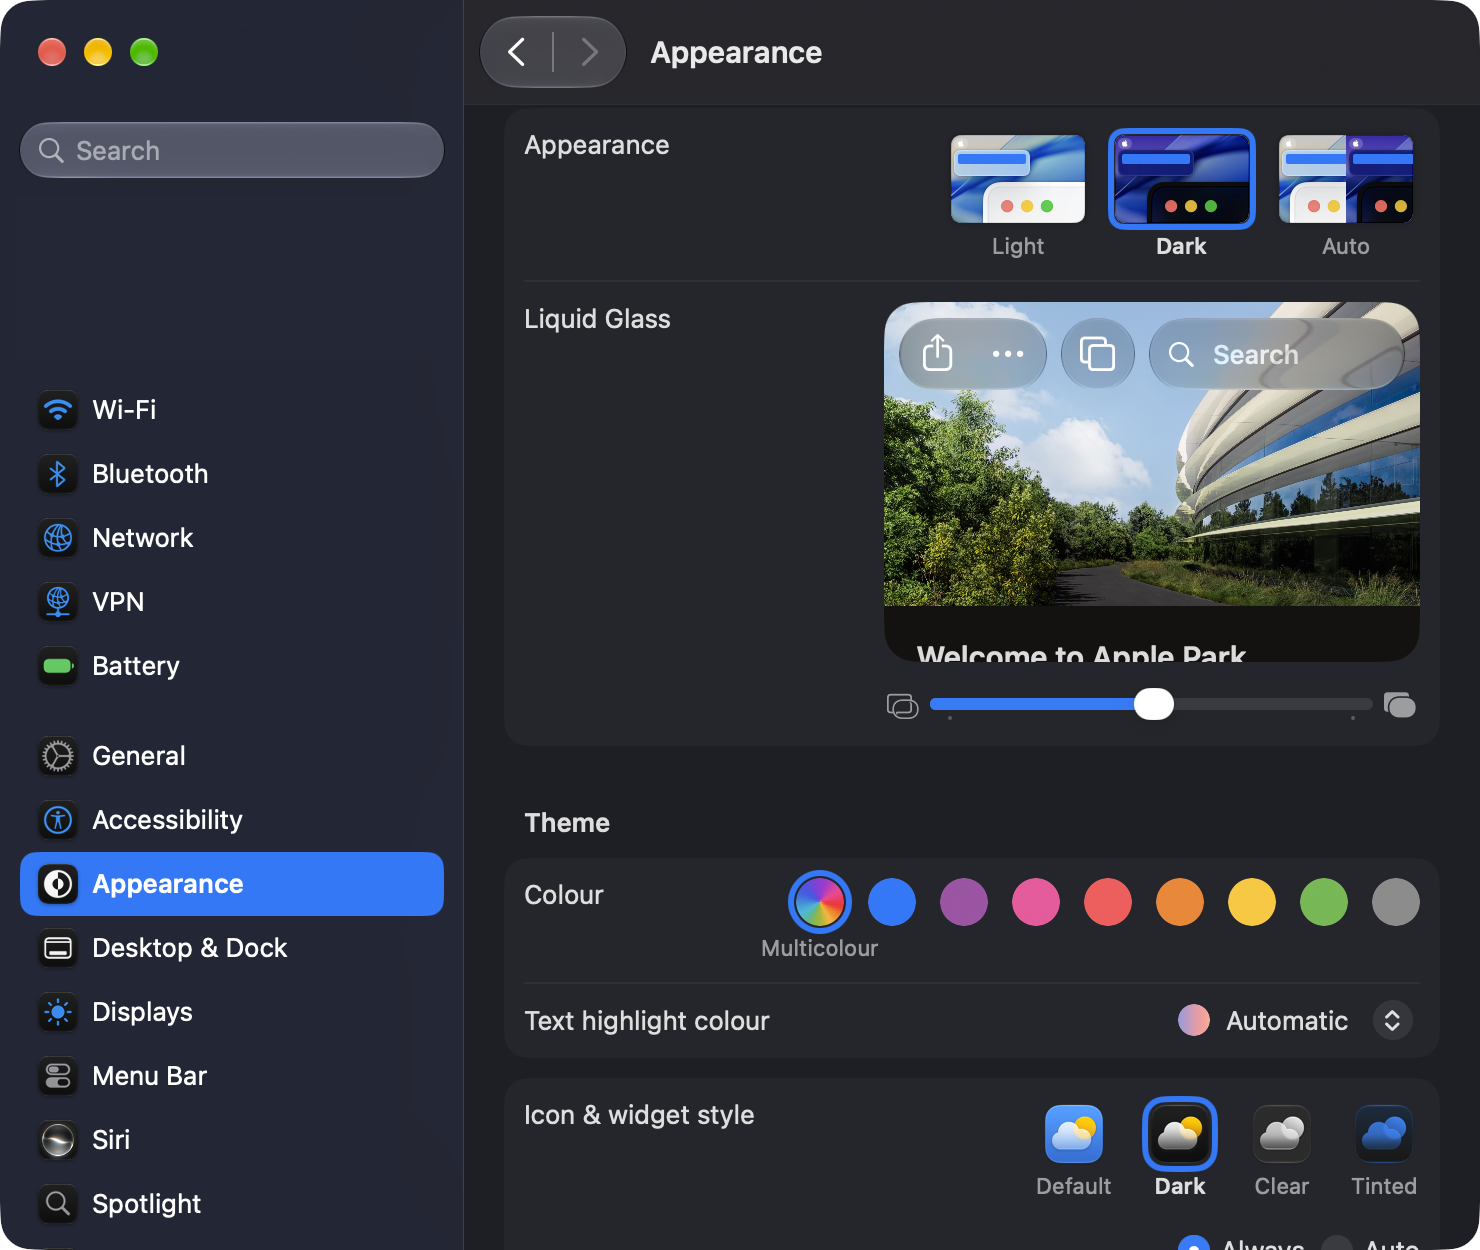 Appearance
Search
Wi-Fi
Bluetooth
Network
VPN
Battery
General
Accessibility
Appearance
Desktop & Dock
Displays
Menu Bar
Siri
Spotlight
Appearance
Light
Dark
Auto
Liquid Glass
Search
Welcome to Apple Park
Theme
Colour
Multicolour
Text highlight colour
Automatic
Icon & widget style
Default
Dark
Clear
Tinted
Always
Auto